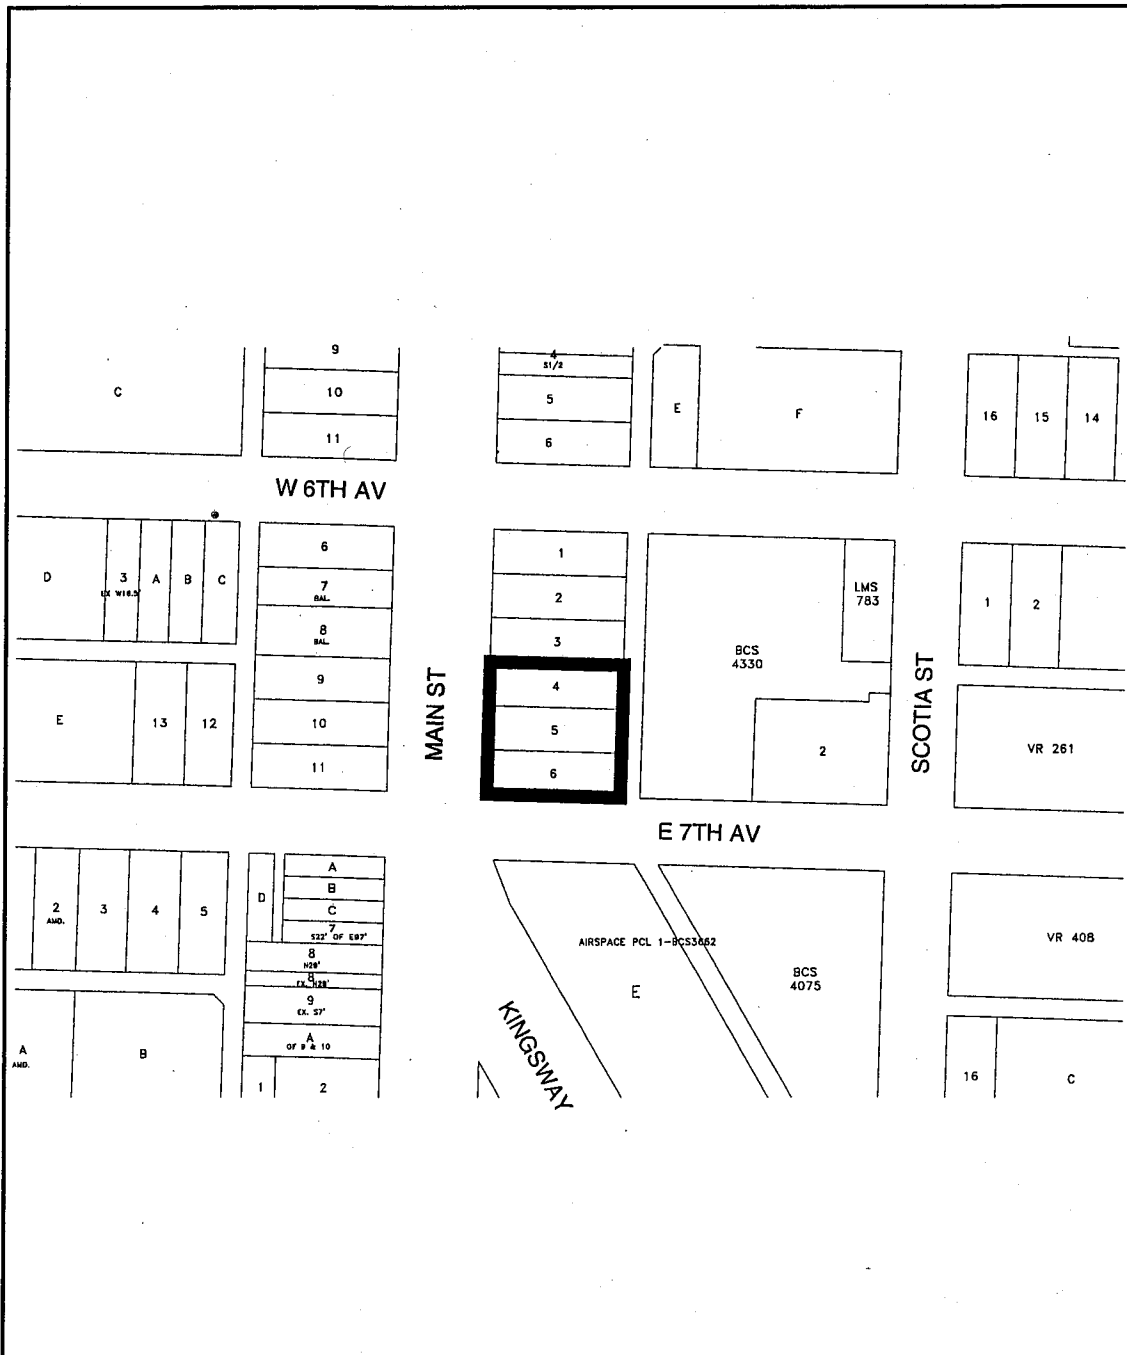 9
4
S1/2
C
10
5
E
F
16
15
14
11
6
W 6TH AV
6
1
D
3
EX W16.5'
A
B
C
7
BAL.
2
LMS
783
1
2
8
BAL.
3
BCS
4330
9
4
MAIN ST
SCOTIA ST
E
13
12
10
5
2
VR 261
11
6
E 7TH AV
A
B
D
C
2
AMD.
3
4
5
7
S22' OF E97'
AIRSPACE PCL 1-BCS3662
VR 408
8
N28'
8
EX. N28'
BCS
4075
E
9
EX. S7'
KINGSWAY
A
AMD.
B
A
OF 9 & 10
1
2
16
C